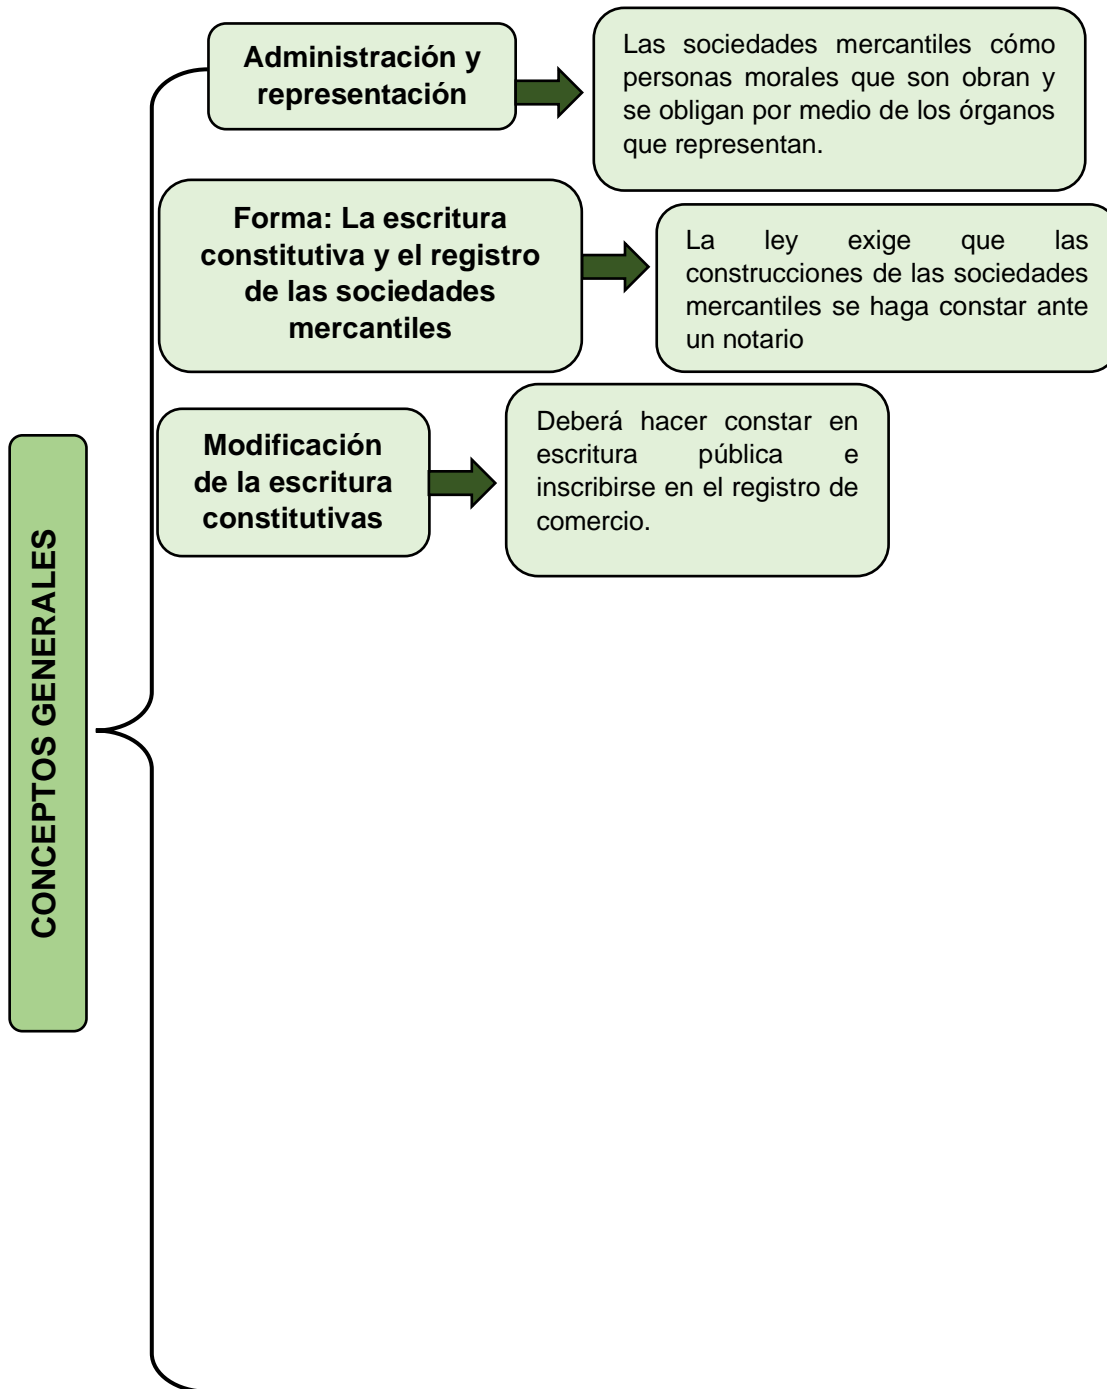 Administración y
representación
Las sociedades mercantiles cómo
personas morales que son obran y
se obligan por medio de los órganos
que representan.
Forma: La escritura
constitutiva y el registro
de las sociedades
mercantiles
La ley exige que las
construcciones de las sociedades
mercantiles se haga constar ante
un notario
Modificación
de la escritura
constitutivas
Deberá hacer constar en
escritura pública e
inscribirse en el registro de
comercio.
CONCEPTOS GENERALES